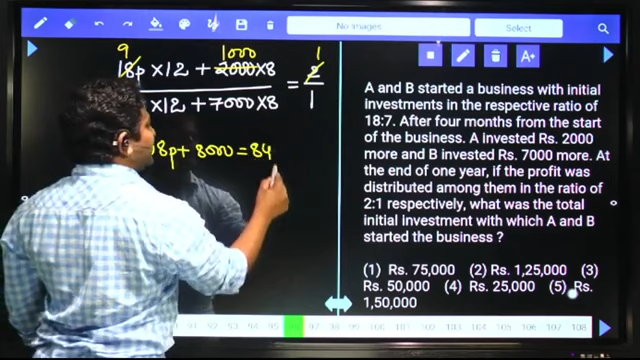 No images
Select
9 1000 1
18p × 12 + 2000 × 8 = 2
× 12 + 7000 × 8 1
8p + 8000 = 84
A and B started a business with initial
investments in the respective ratio of
18:7. After four months from the start
of the business. A invested Rs. 2000
more and B invested Rs. 7000 more. At
the end of one year, if the profit was
distributed among them in the ratio of
2:1 respectively, what was the total
initial investment with which A and B
started the business ?
(1) Rs. 75,000 (2) Rs. 1,25,000 (3)
Rs. 50,000 (4) Rs. 25,000 (5) Rs.
1,50,000
91 92 93 94 95 96 97 98 99 100 101 102 103 104 105 106 107 108